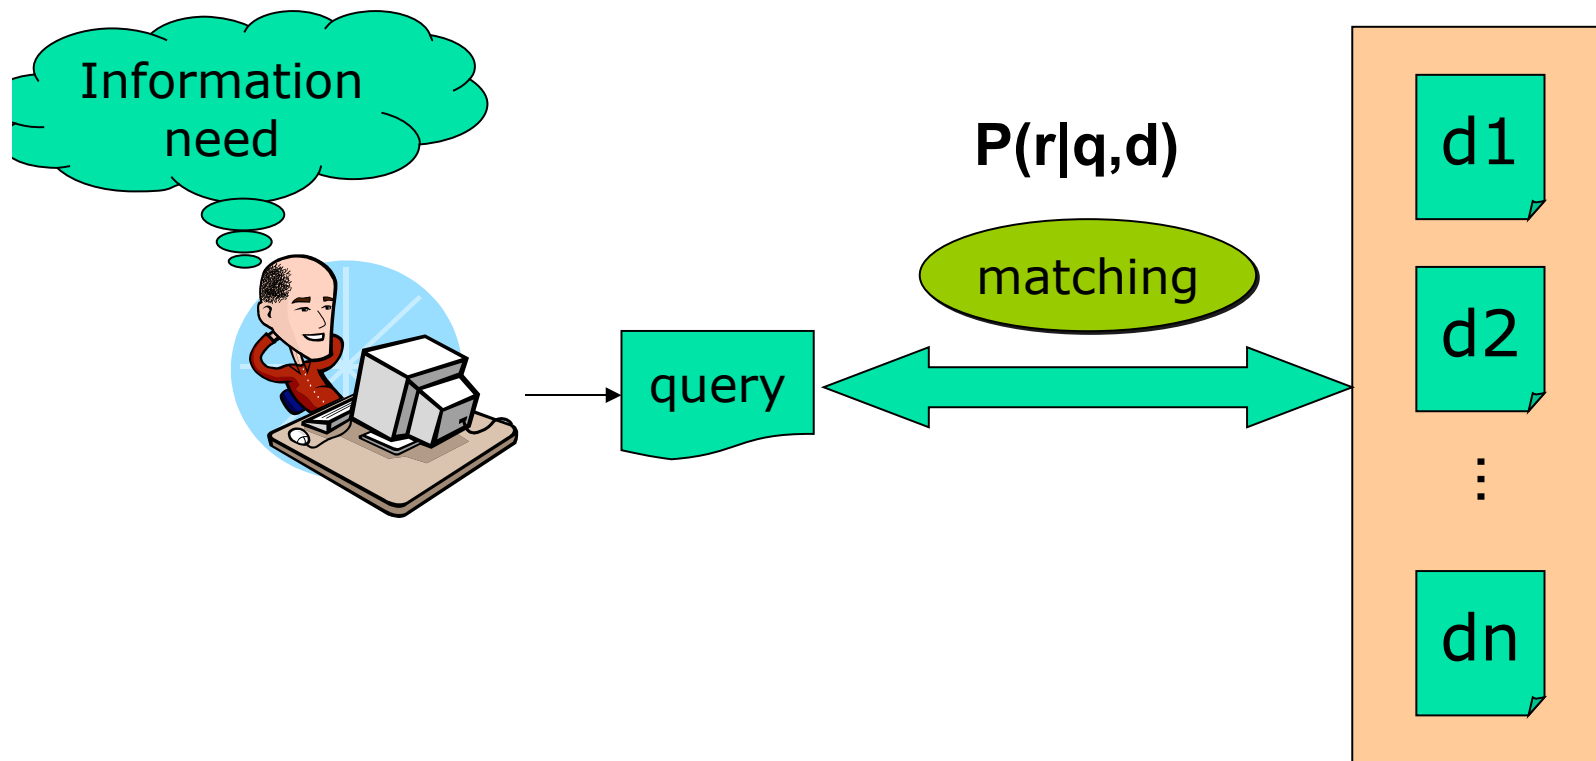 Information
need
P(r|q,d)
matching
query
d1
d2
...
dn